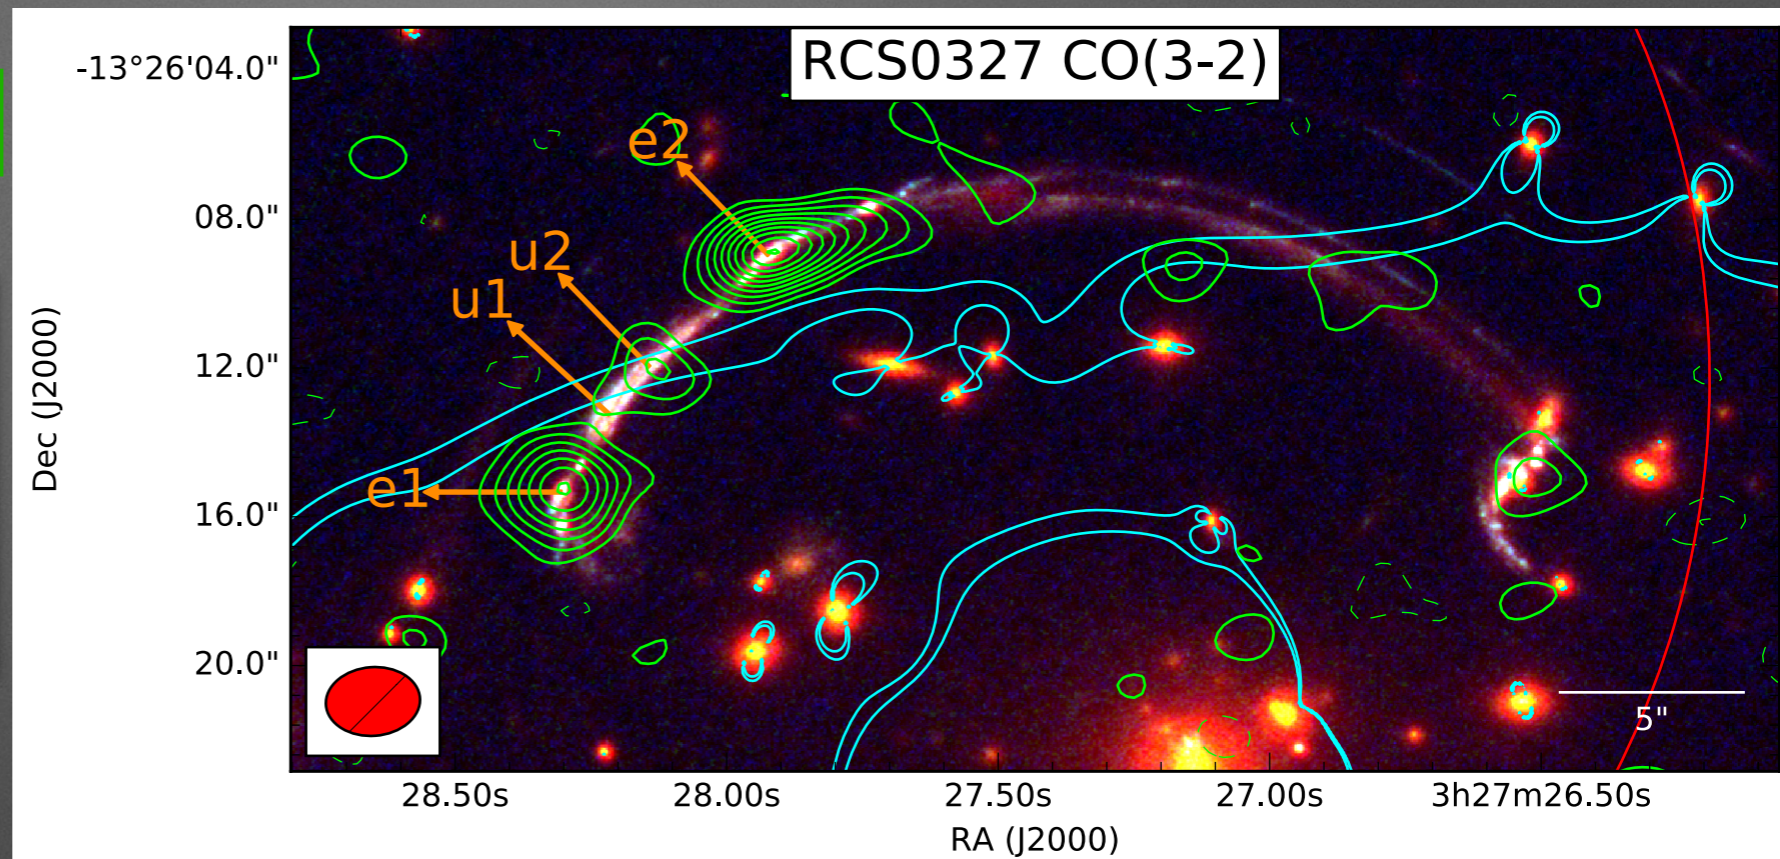 RCS0327 CO(3-2)
-13°26'04.0"
e2
08.0"
u2
u1
Dec (J2000)
12.0"
e1
16.0"
20.0"
5"
28.50s
28.00s
27.50s
27.00s
3h27m26.50s
RA (J2000)